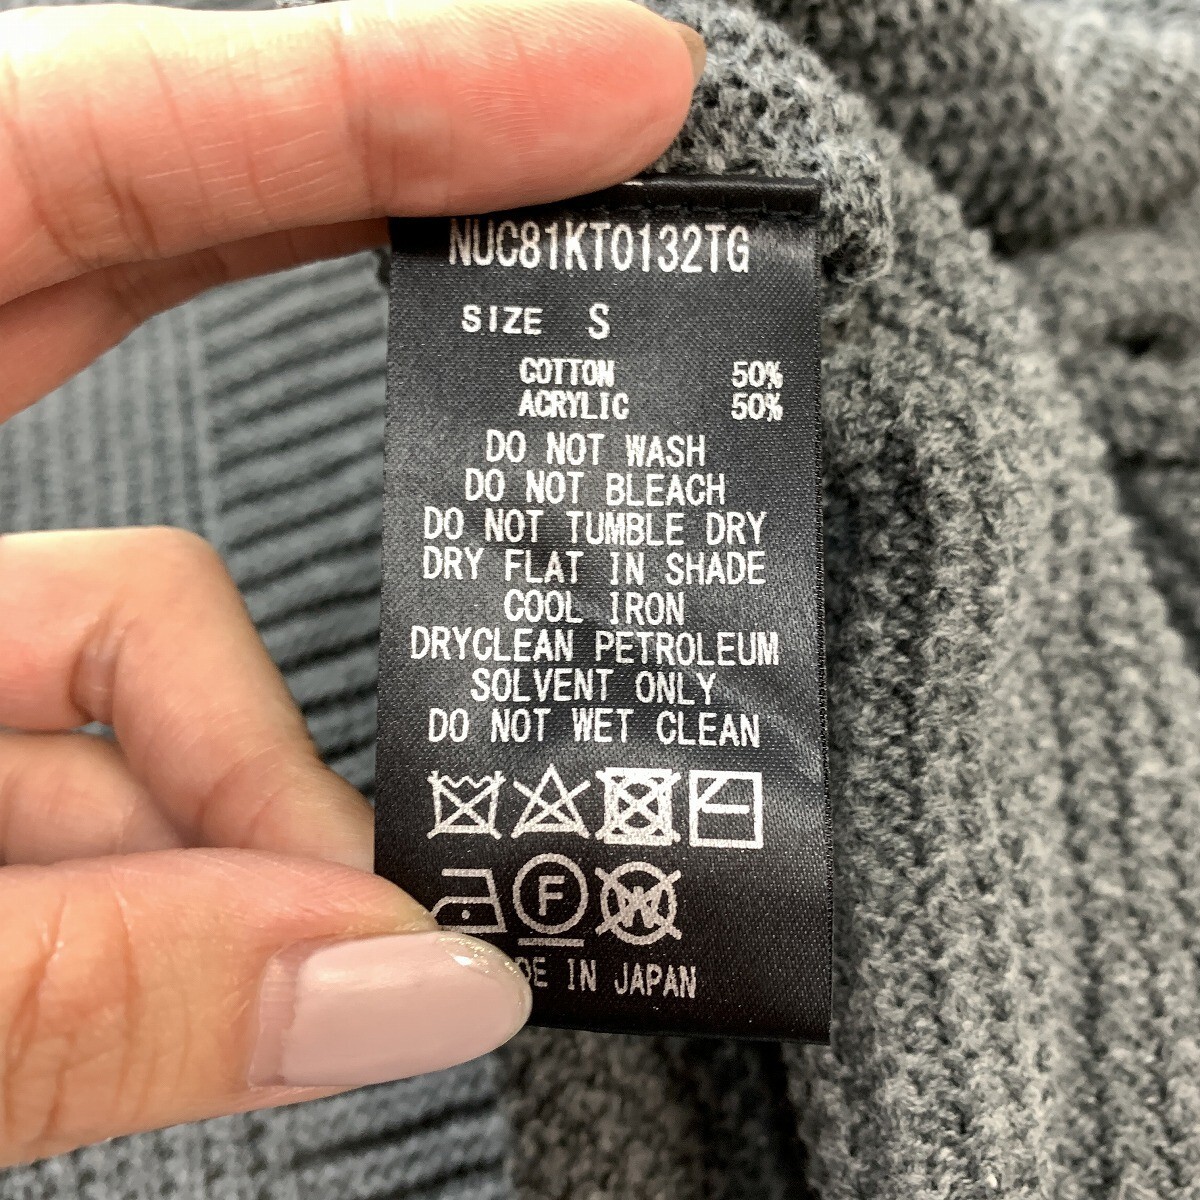 NUC81KT0132TG
SIZE S
COTTON 50%
ACRYLIC 50%
DO NOT WASH
DO NOT BLEACH
DO NOT TUMBLE DRY
DRY FLAT IN SHADE
COOL IRON
DRYCLEAN PETROLEUM
SOLVENT ONLY
DO NOT WET CLEAN
F W
IN JAPAN